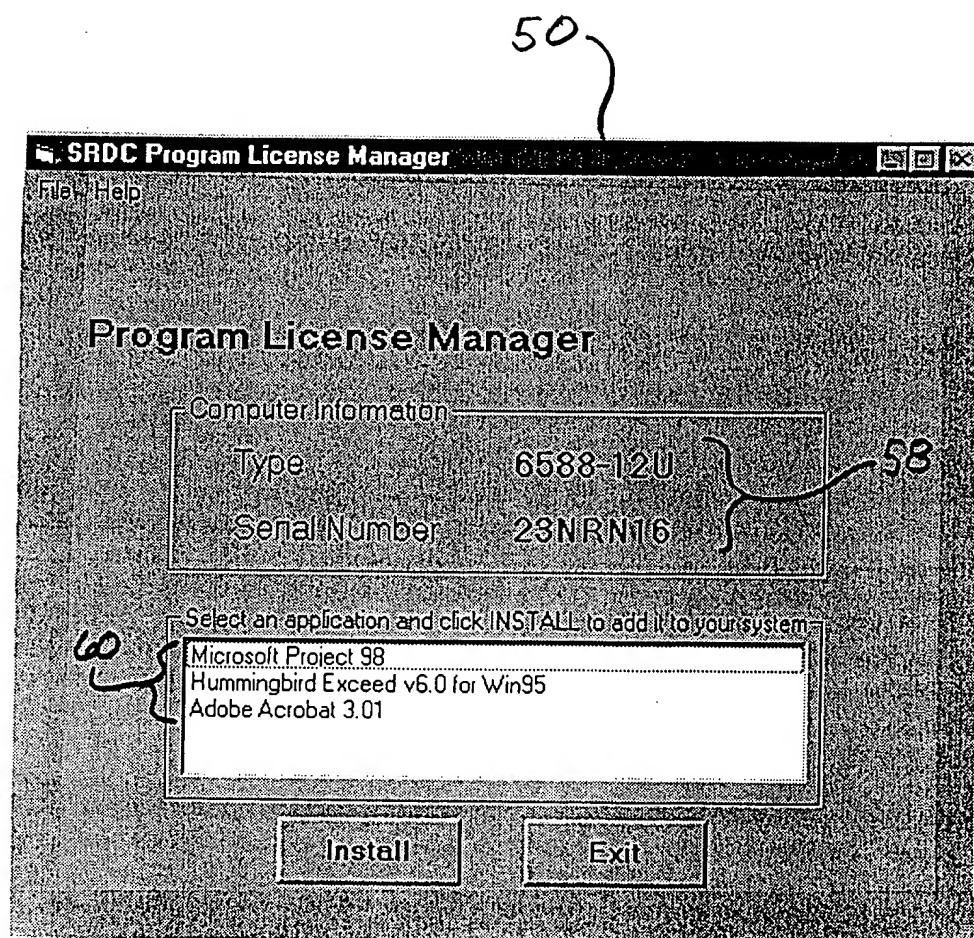 50
SRDC Program License Manager
File Help
Program License Manager
Computer Information
Type 6588-12U
58
Serial Number 23NRN16
Select an application and click INSTALL to add it to your system
60
Microsoft Project 98
Hummingbird Exceed v6.0 for Win95
Adobe Acrobat 3.01
Install Exit